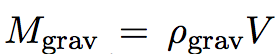 M_grav = ρ_grav V